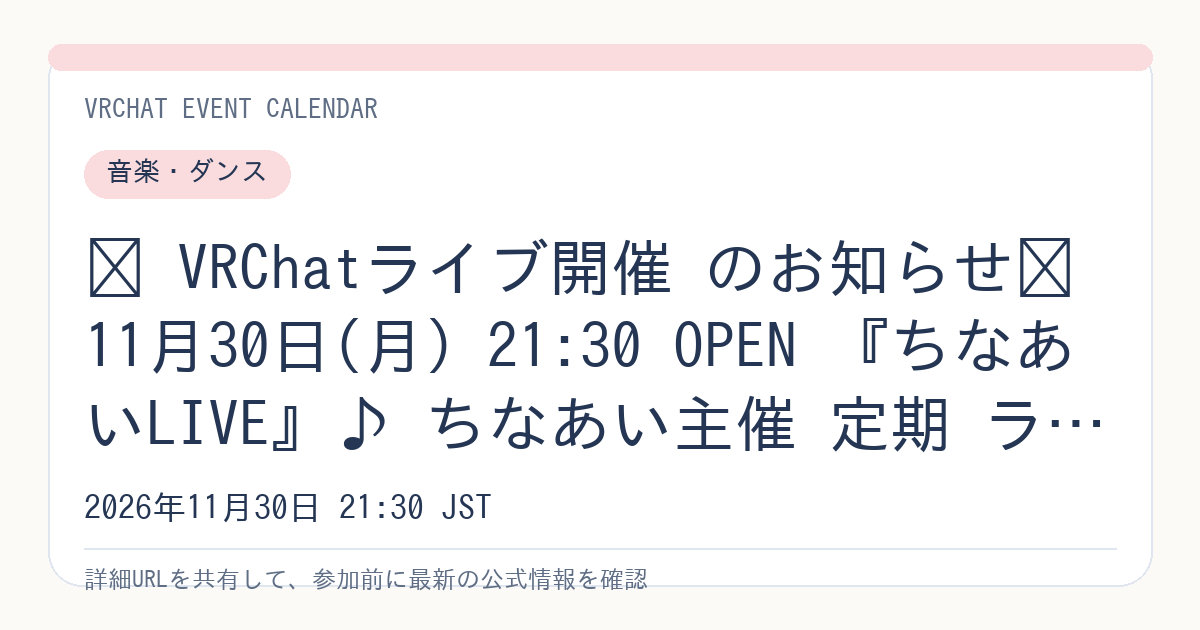 VRCHAT EVENT CALENDAR
音楽・ダンス
VRChatライブ開催 のお知らせ
11月30日(月) 21:30 OPEN 『ちなあ
いLIVE』♪ ちなあい主催 定期 ラ…
2026年11月30日 21:30 JST
詳細URLを共有して、参加前に最新の公式情報を確認